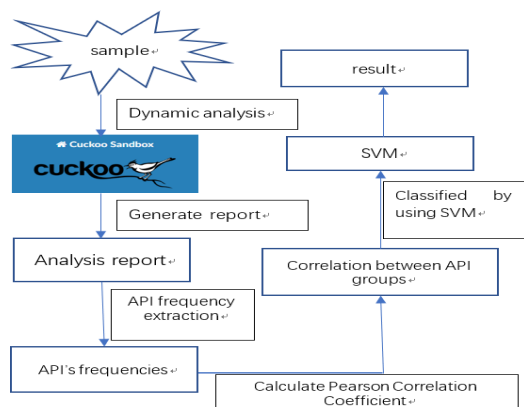 sample
Dynamic analysis
Cuckoo Sandbox
cuckoo
Generate report
Analysis report
API frequency
extraction
API's frequencies
Calculate Pearson Correlation
Coefficient
Correlation between API
groups
Classified by
using SVM
SVM
result